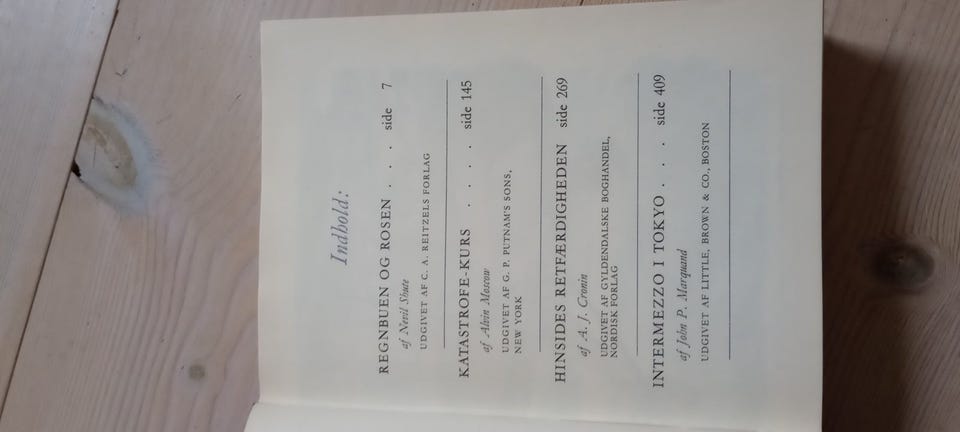 Indhold:
REGNBUEN OG ROSEN . . . side 7
af Nevil Shute
UDGIVET AF C. A. REITZELS FORLAG
KATASTROFE-KURS . . . . side 145
af Alvin Moscow
UDGIVET AF G. P. PUTNAM'S SONS,
NEW YORK
HINSIDES RETFÆRDIGHEDEN side 269
af A. J. Cronin
UDGIVET AF GYLDENDALSKE BOGHANDEL,
NORDISK FORLAG
INTERMEZZO I TOKYO . . . side 409
af John P. Marquand
UDGIVET AF LITTLE, BROWN & CO., BOSTON